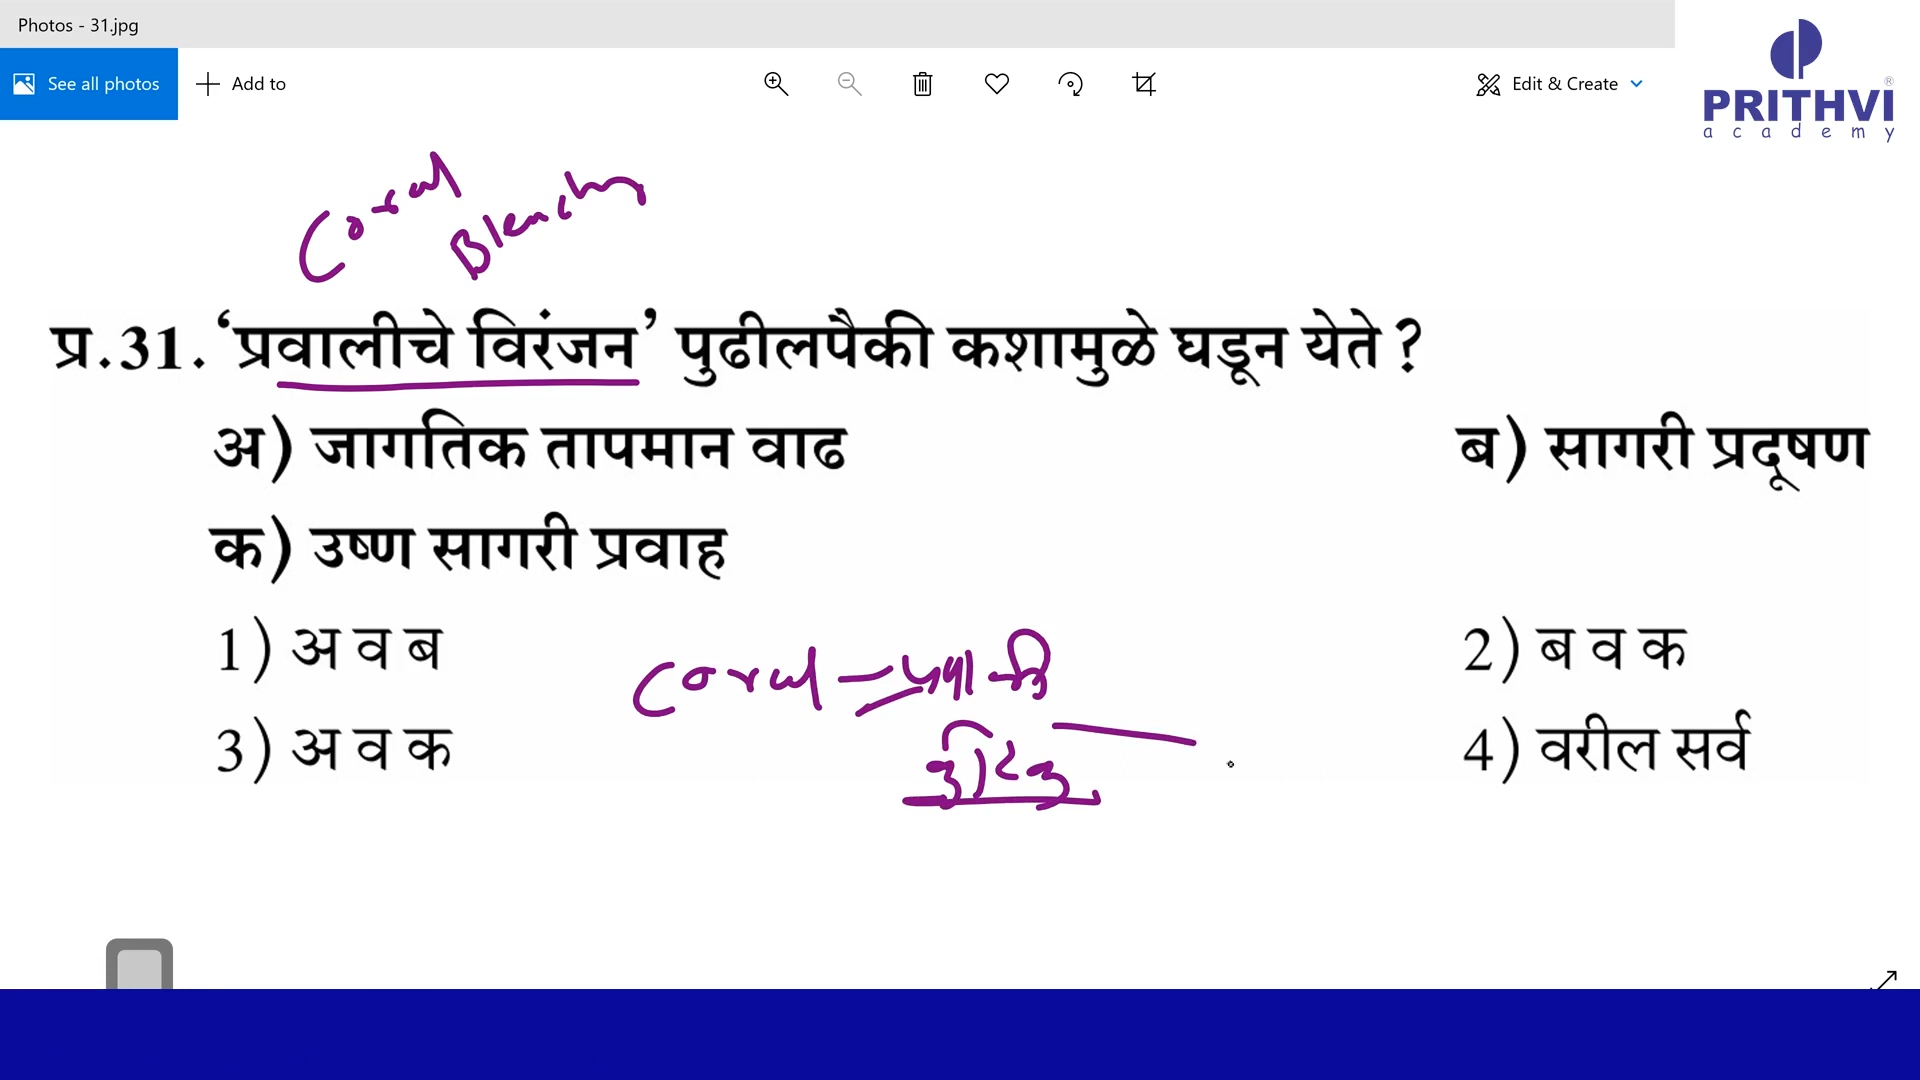 Photos - 31.jpg
See all photos
Add to
Edit & Create
PRITHVI
academy
Coral
प्र.31. ‘प्रवालीचे विरंजन’ पुढीलपैकी कशामुळे घडून येते ?
अ) जागतिक तापमान वाढ ब) सागरी प्रदूषण
क) उष्ण सागरी प्रवाह
1) अ व ब 2) ब व क
Coral –
3) अ व क 4) वरील सर्व